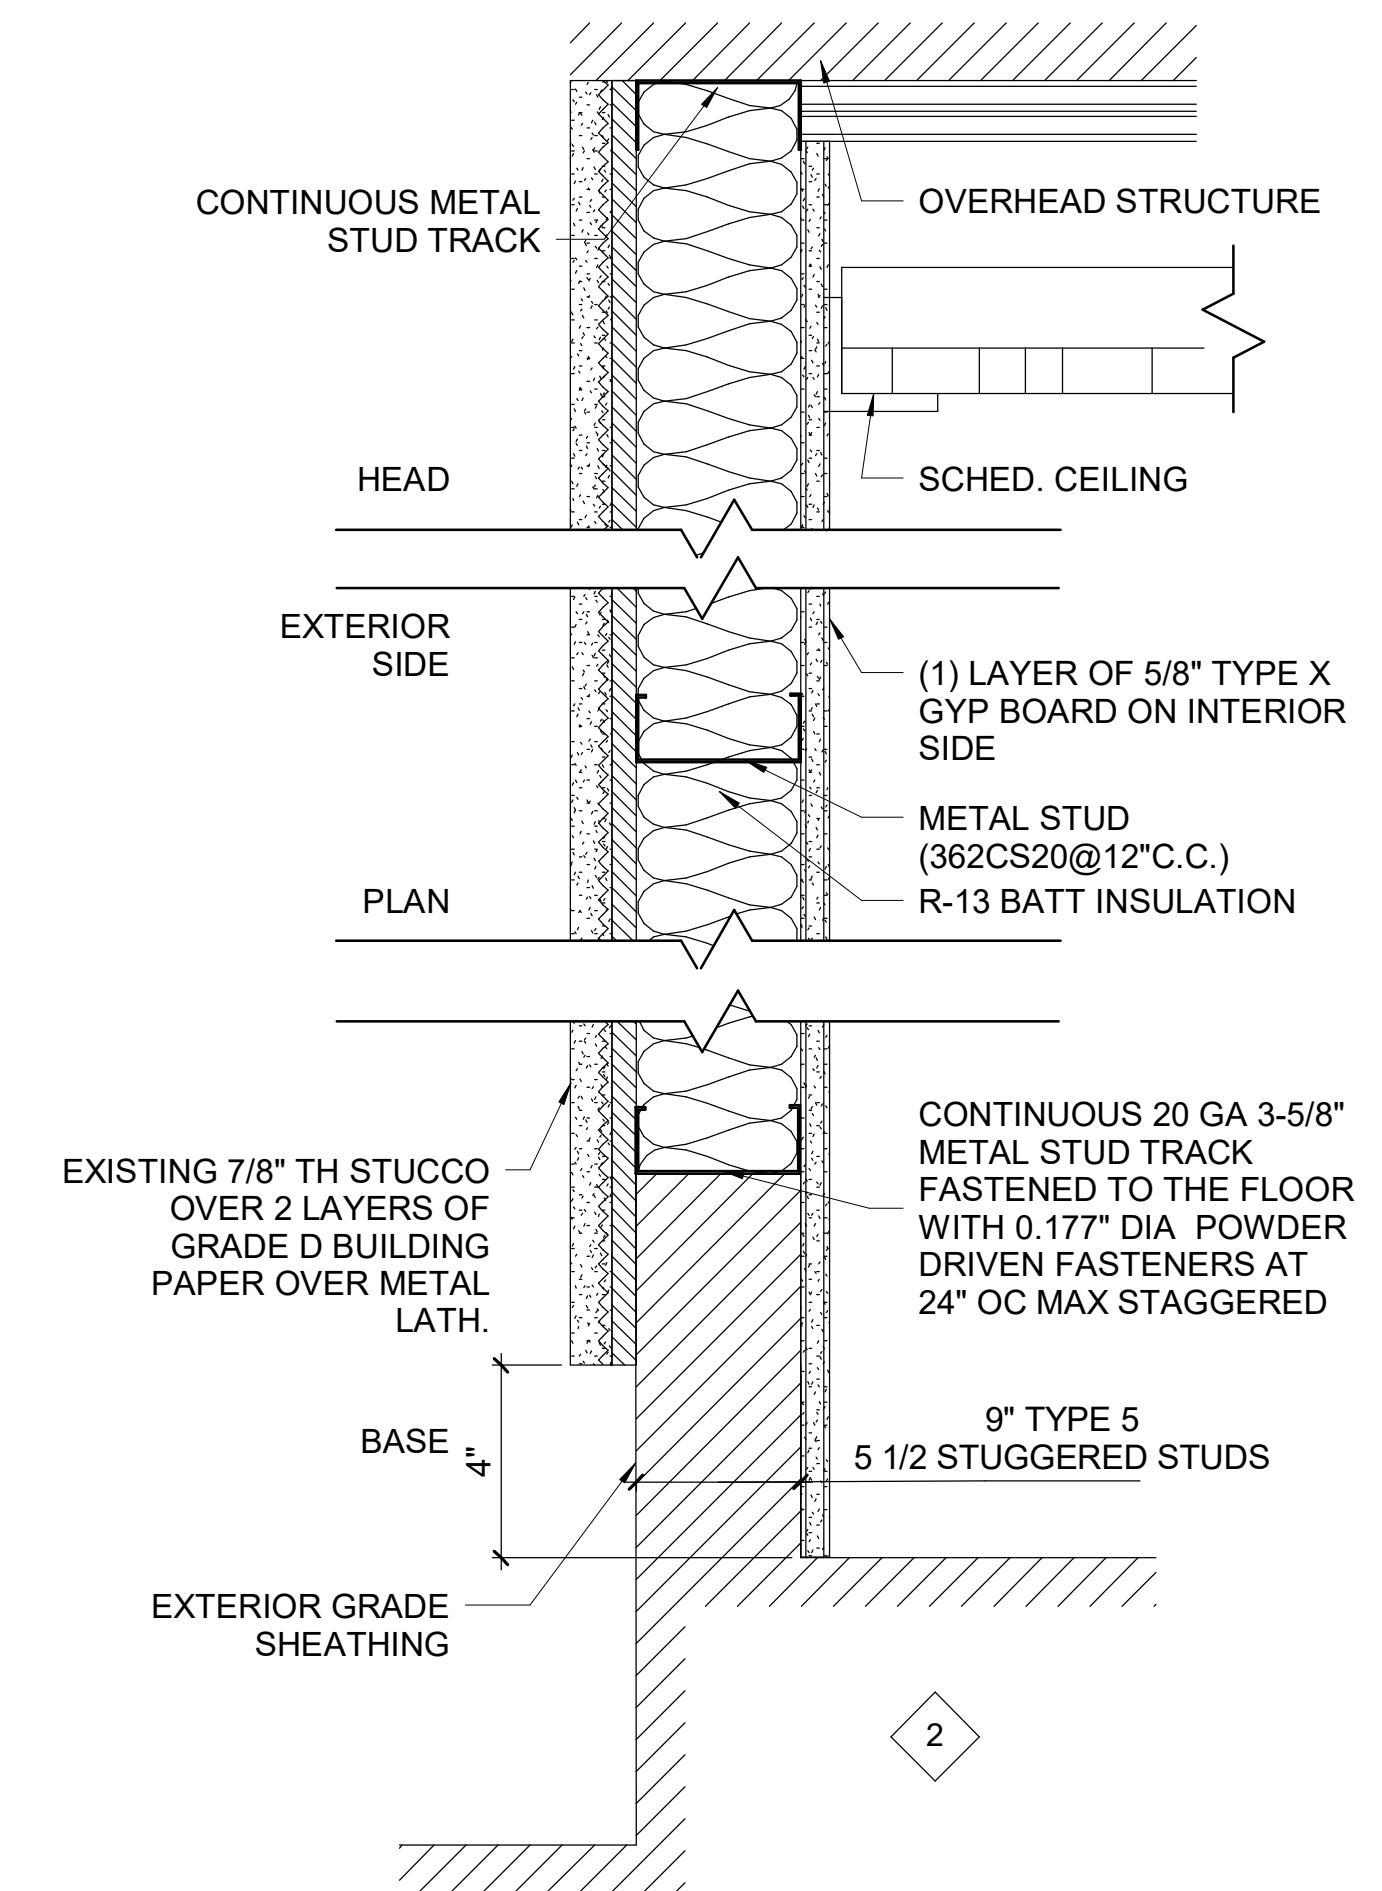 CONTINUOUS METAL
STUD TRACK
OVERHEAD STRUCTURE
HEAD
SCHED. CEILING
EXTERIOR
SIDE
(1) LAYER OF 5/8" TYPE X
GYP BOARD ON INTERIOR
SIDE
METAL STUD
(362CS20@12"C.C.)
PLAN
R-13 BATT INSULATION
CONTINUOUS 20 GA 3-5/8"
METAL STUD TRACK
FASTENED TO THE FLOOR
WITH 0.177" DIA POWDER
DRIVEN FASTENERS AT
24" OC MAX STAGGERED
EXISTING 7/8" TH STUCCO
OVER 2 LAYERS OF
GRADE D BUILDING
PAPER OVER METAL
LATH.
BASE
4"
9" TYPE 5
5 1/2 STUGGERED STUDS
EXTERIOR GRADE
SHEATHING
2